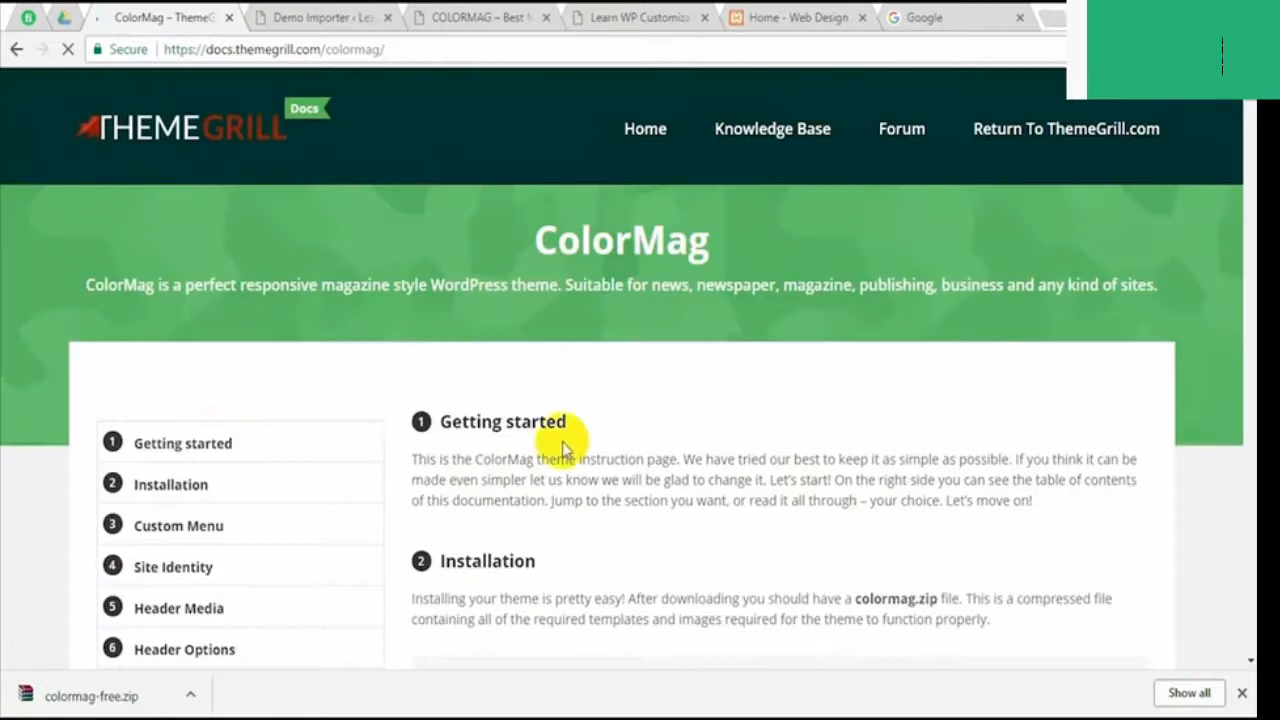 ColorMag – ThemeG
Demo Importer ‹ Lea
COLORMAG – Best
Learn WP Customiza
Home - Web Design
Google
Secure
https://docs.themegrill.com/colormag/
THEMEGRILL
Docs
Home
Knowledge Base
Forum
Return To ThemeGrill.com
ColorMag
ColorMag is a perfect responsive magazine style WordPress theme. Suitable for news, newspaper, magazine, publishing, business and any kind of sites.
1 Getting started
2 Installation
3 Custom Menu
4 Site Identity
5 Header Media
6 Header Options
1 Getting started
This is the ColorMag theme instruction page. We have tried our best to keep it as simple as possible. If you think it can be
made even simpler let us know we will be glad to change it. Let's start! On the right side you can see the table of contents
of this documentation. Jump to the section you want, or read it all through – your choice. Let's move on!
2 Installation
Installing your theme is pretty easy! After downloading you should have a colormag.zip file. This is a compressed file
containing all of the required templates and images required for the theme to function properly.
colormag-free.zip
Show all